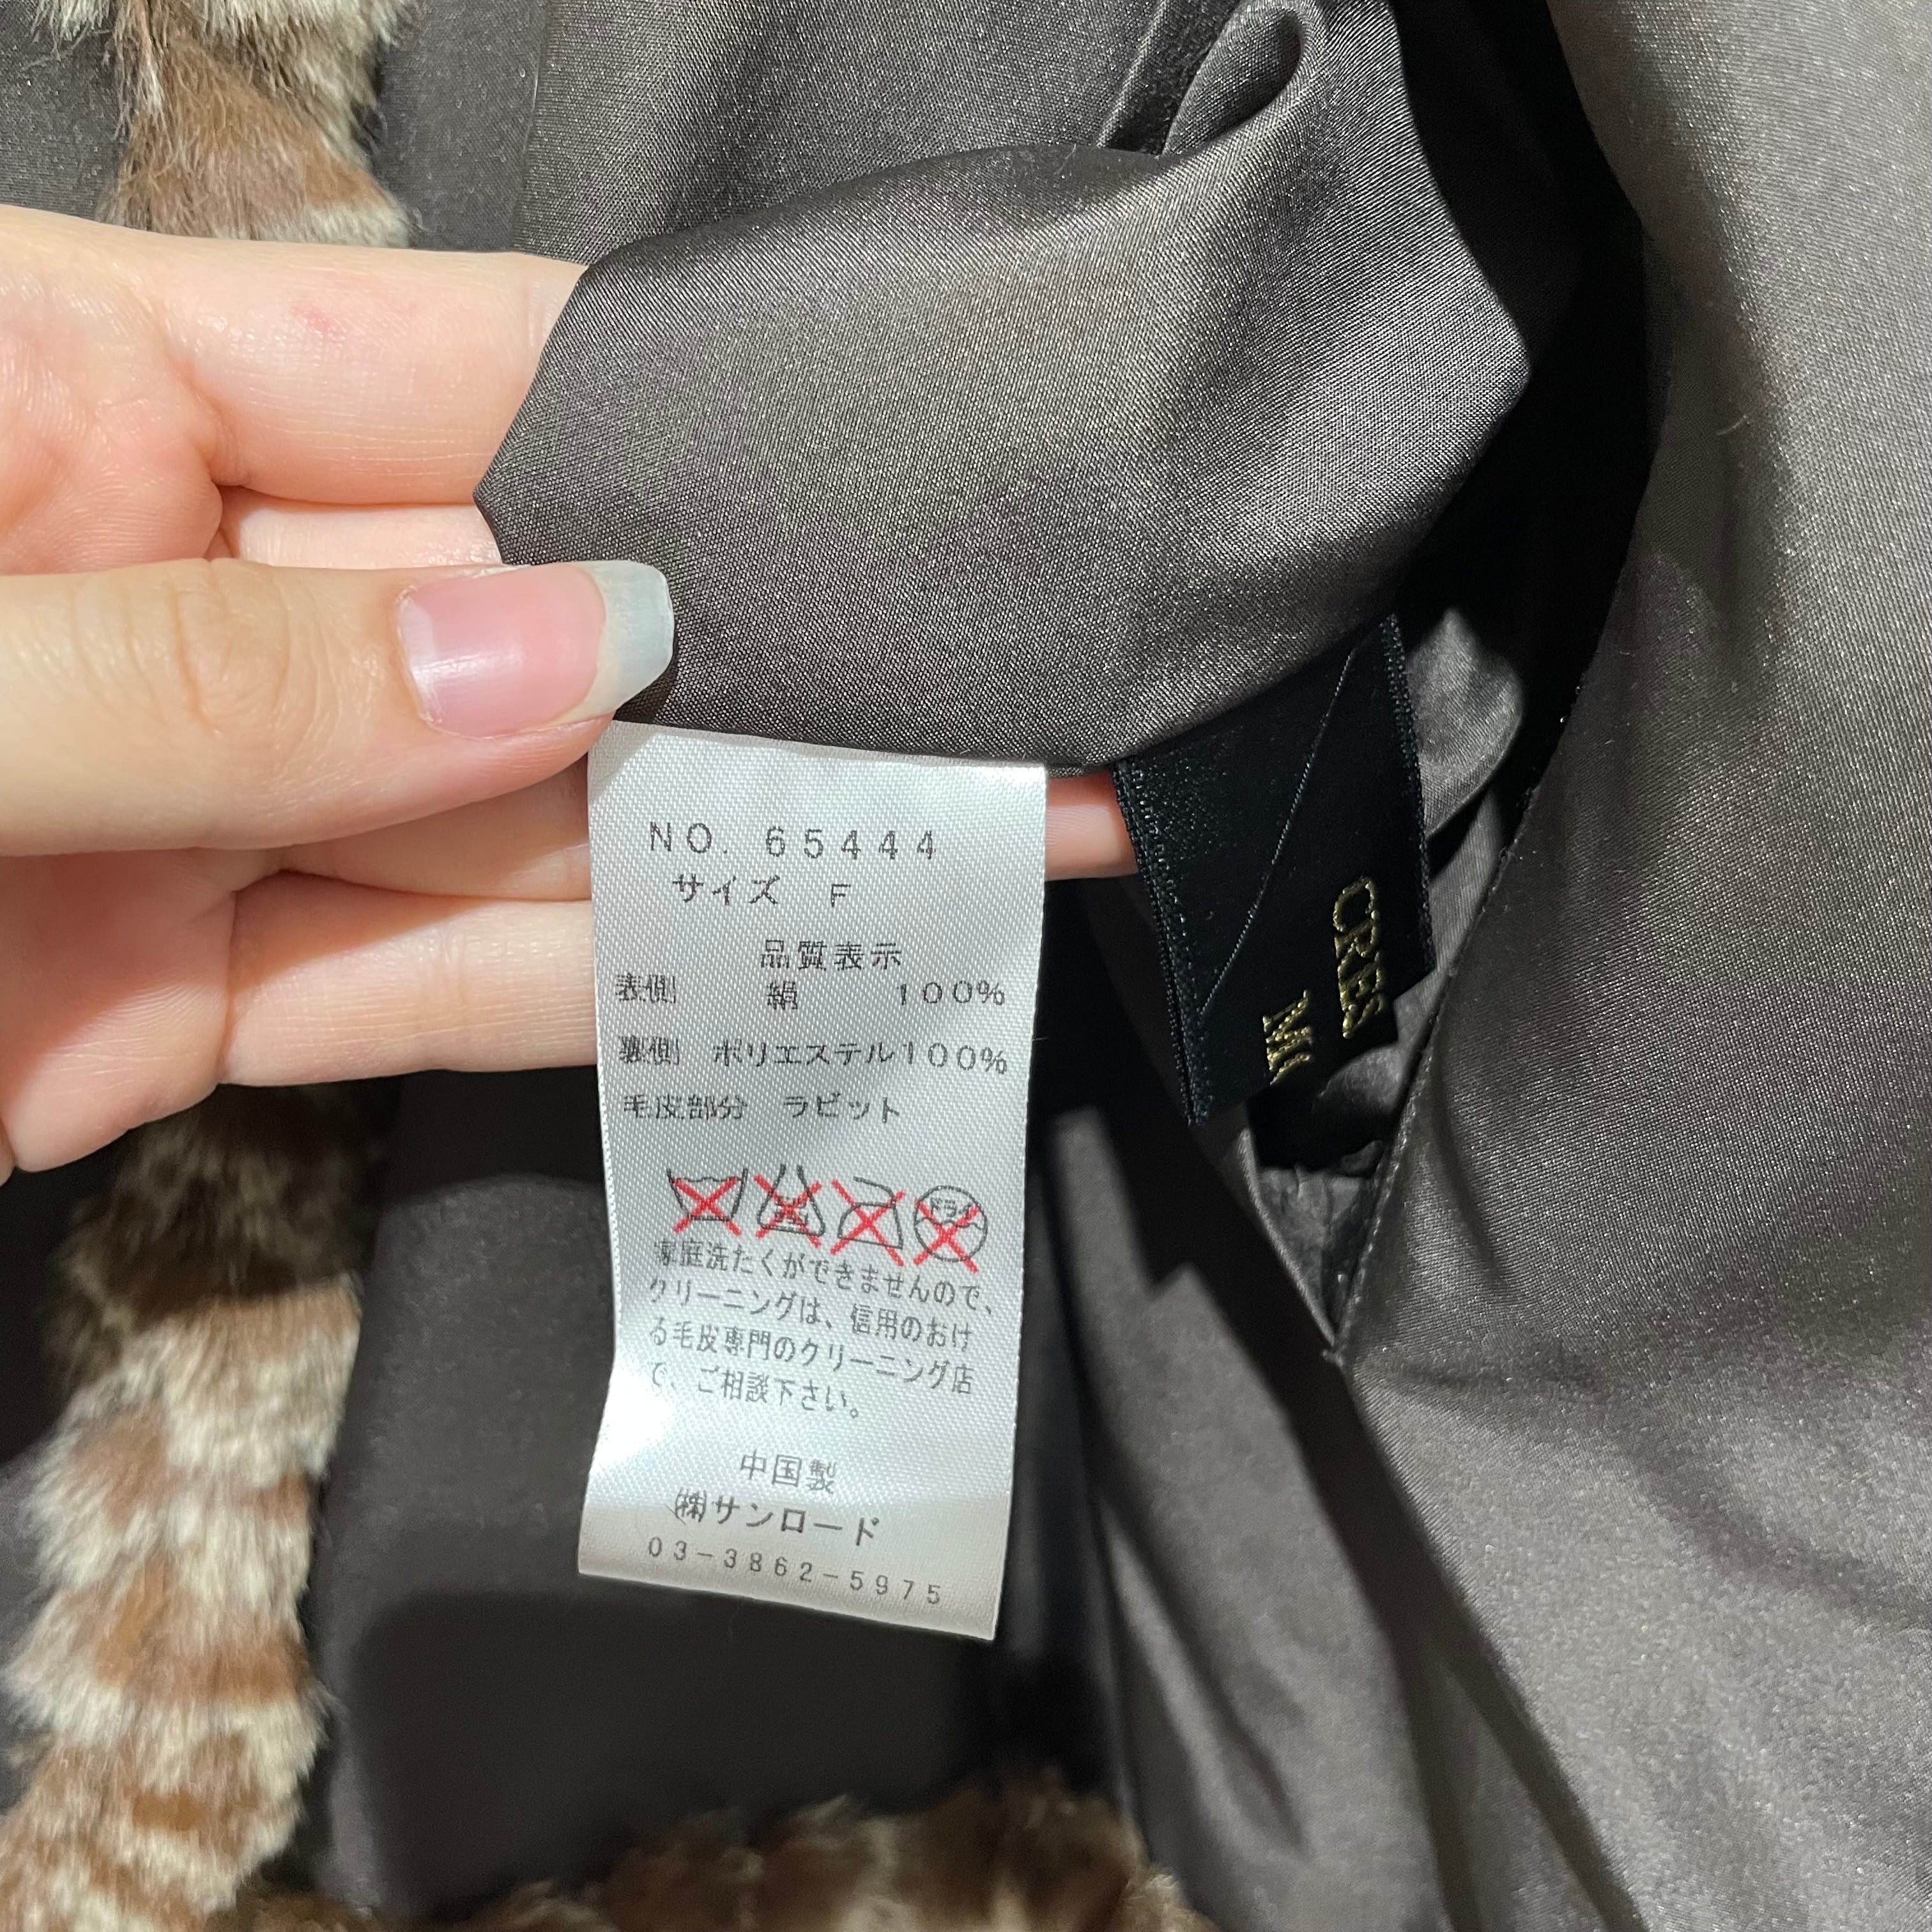 NO. 65444
サイズ F
品質表示
表側 絹 100%
裏側 ポリエステル100%
毛皮部分 ラビット
ドライ
家庭洗たくができませんので、
クリーニングは、信用のおけ
る毛皮専門のクリーニング店
で、ご相談下さい。
中国製
㈱サンロード
03-3862-5975
CRES